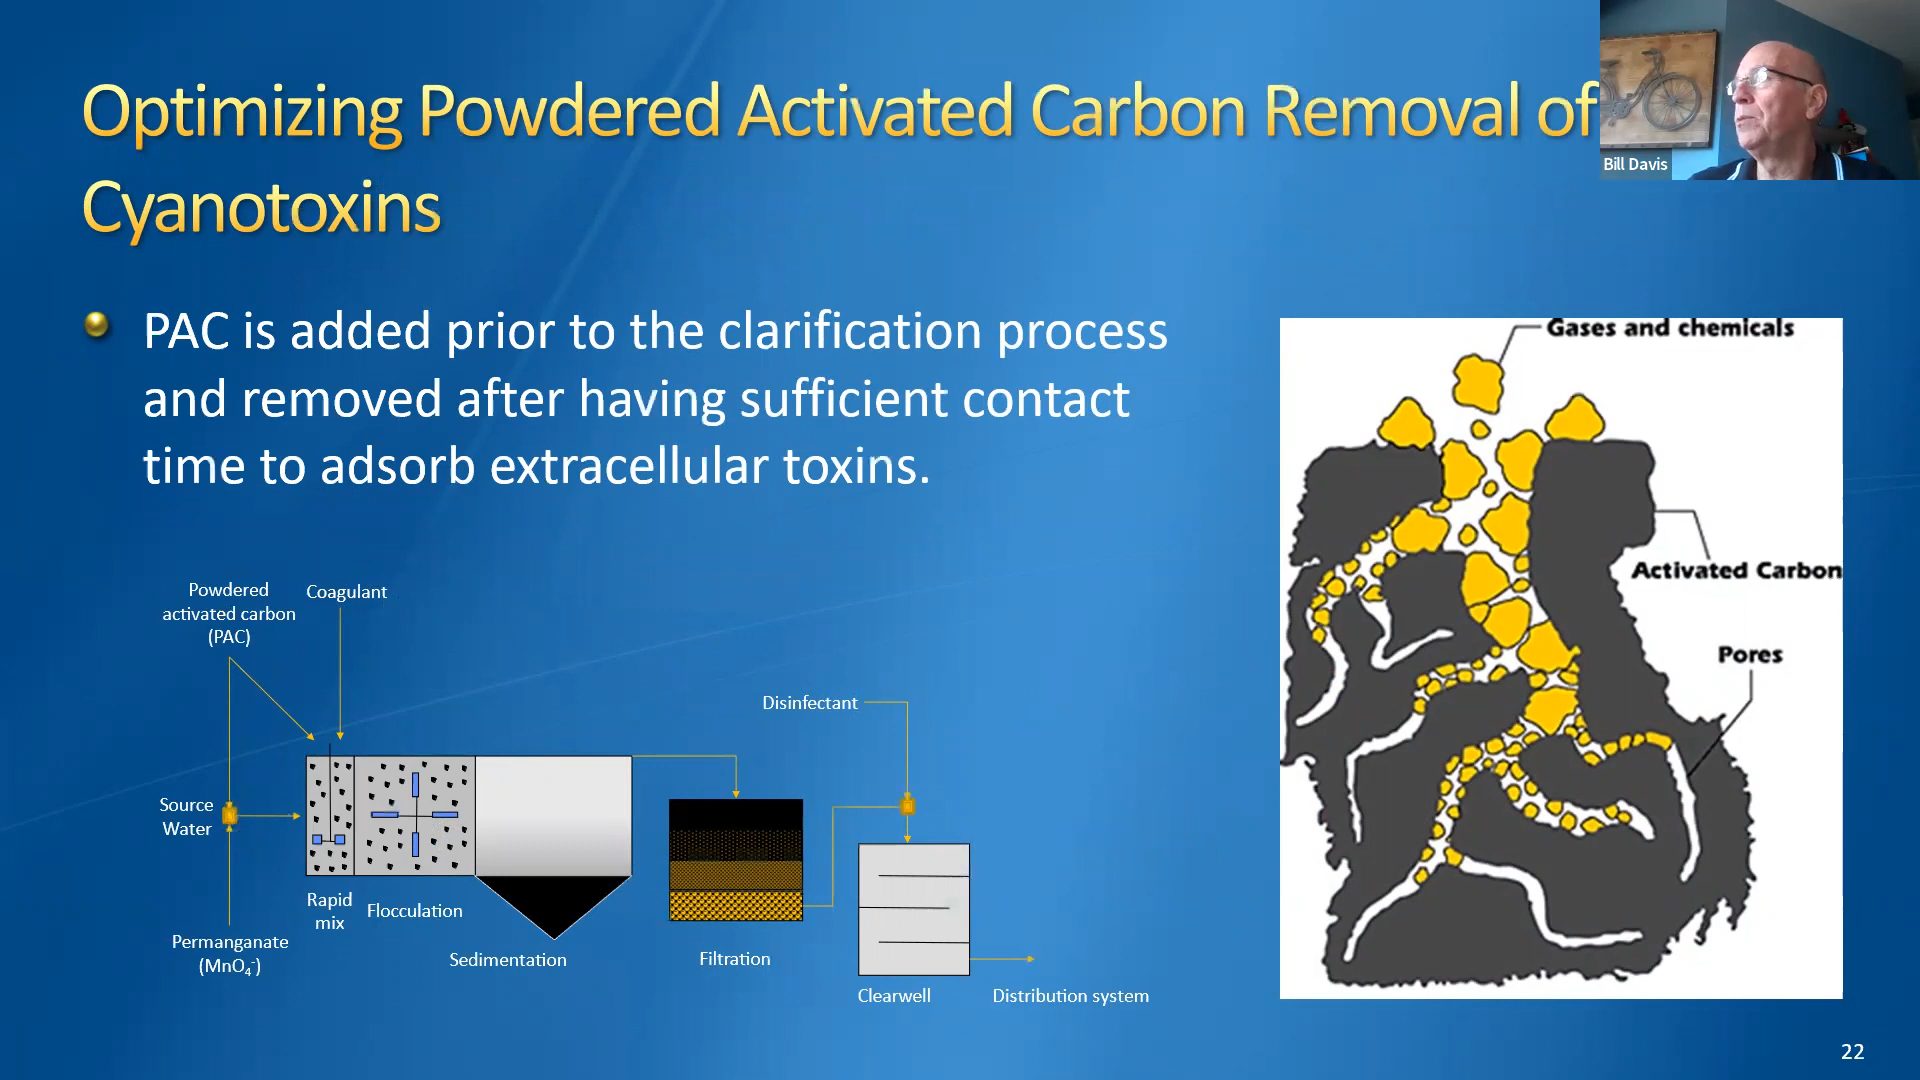 Optimizing Powdered Activated Carbon Removal of
Cyanotoxins
Bill Davis
PAC is added prior to the clarification process
and removed after having sufficient contact
time to adsorb extracellular toxins.
Gases and chemicals
Activated Carbon
Pores
Powdered
activated carbon
(PAC)
Coagulant
Disinfectant
Source
Water
Rapid
mix
Flocculation
Permanganate
(MnO₄⁻)
Sedimentation
Filtration
Clearwell
Distribution system
22